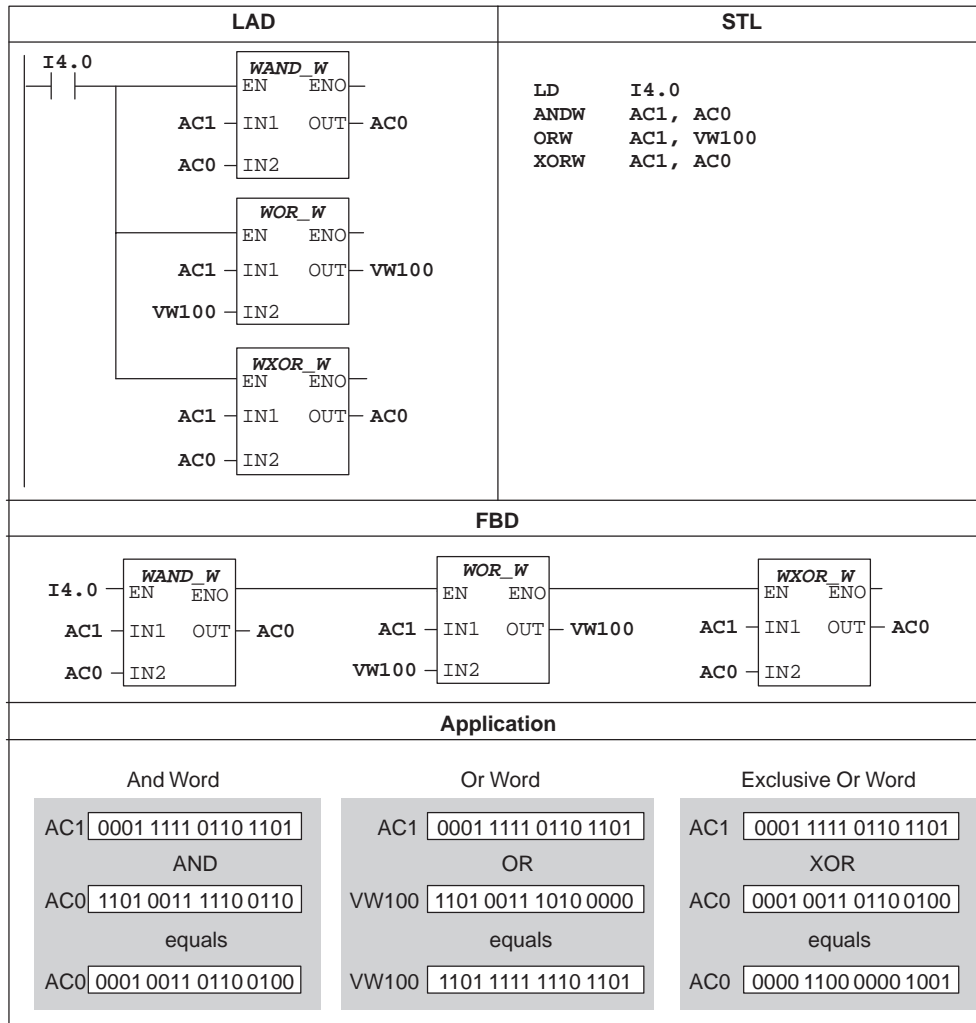 LAD STL
I4.0
WAND_W
EN ENO
AC1 IN1 OUT AC0
AC0 IN2
WOR_W
EN ENO
AC1 IN1 OUT VW100
VW100 IN2
WXOR_W
EN ENO
AC1 IN1 OUT AC0
AC0 IN2
LD I4.0
ANDW AC1, AC0
ORW AC1, VW100
XORW AC1, AC0
FBD
I4.0
WAND_W
EN ENO
AC1 IN1 OUT AC0
AC0 IN2
WOR_W
EN ENO
AC1 IN1 OUT VW100
VW100 IN2
WXOR_W
EN ENO
AC1 IN1 OUT AC0
AC0 IN2
Application
And Word
AC1 0001 1111 0110 1101
AND
AC0 1101 0011 1110 0110
equals
AC0 0001 0011 0110 0100
Or Word
AC1 0001 1111 0110 1101
OR
VW100 1101 0011 1010 0000
equals
VW100 1101 1111 1110 1101
Exclusive Or Word
AC1 0001 1111 0110 1101
XOR
AC0 0001 0011 0110 0100
equals
AC0 0000 1100 0000 1001